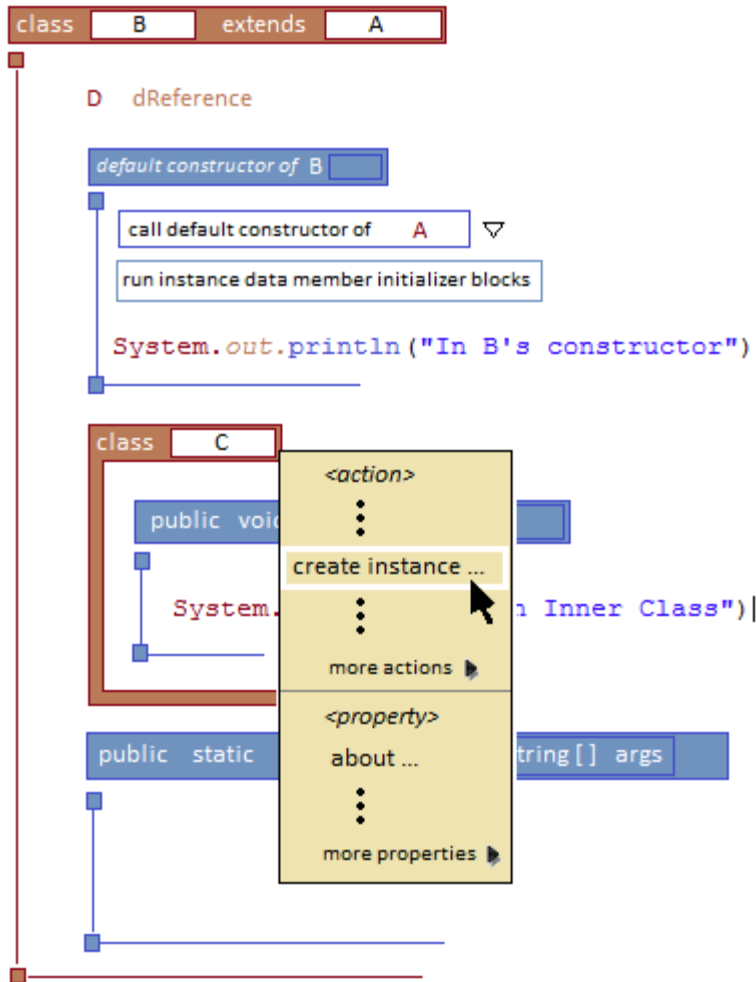 class B extends A
D dReference
default constructor of B
call default constructor of A
run instance data member initializer blocks
System.out.println("In B's constructor")
class C
<action>
public
create instance ...
System. Inner Class")
more actions
<property>
public static tring[] args
about ...
more properties